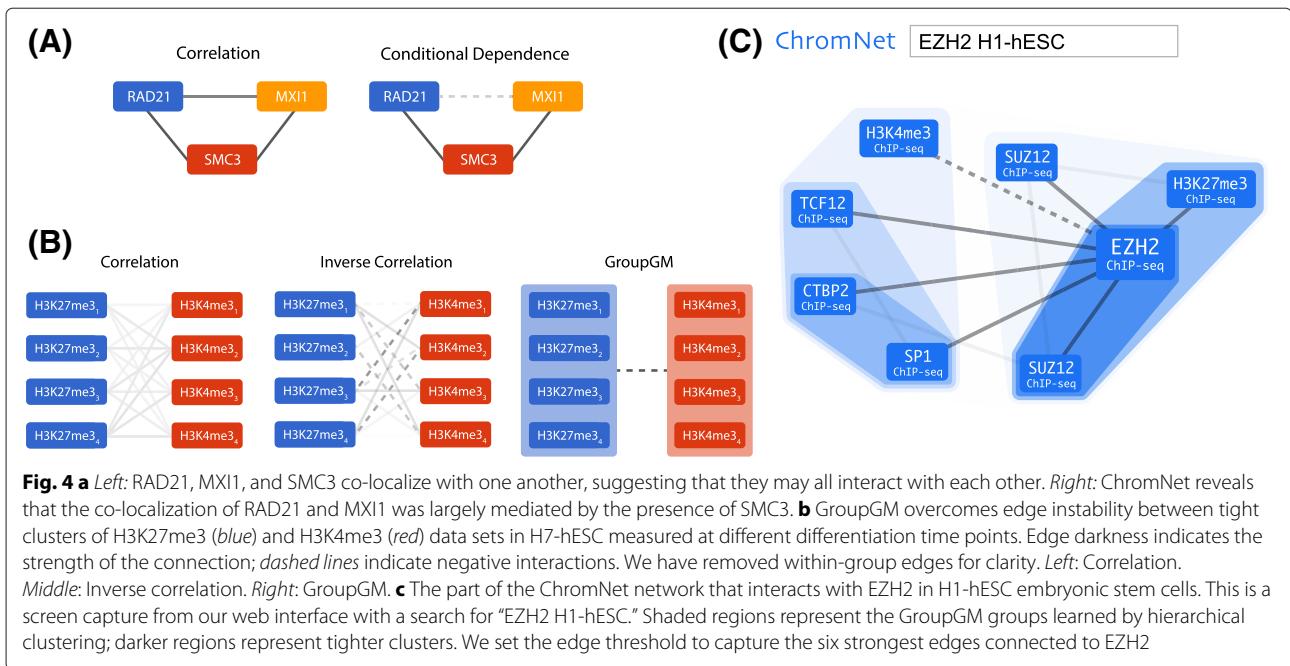 (A)
Correlation
RAD21
MXI1
SMC3
Conditional Dependence
RAD21
MXI1
SMC3
(B)
Correlation
H3K27me3₁
H3K4me3₁
H3K27me3₂
H3K4me3₂
H3K27me3₃
H3K4me3₃
H3K27me3₄
H3K4me3₄
Inverse Correlation
H3K27me3₁
H3K4me3₁
H3K27me3₂
H3K4me3₂
H3K27me3₃
H3K4me3₃
H3K27me3₄
H3K4me3₄
GroupGM
H3K27me3₁
H3K4me3₁
H3K27me3₂
H3K4me3₂
H3K27me3₃
H3K4me3₃
H3K27me3₄
H3K4me3₄
(C) ChromNet EZH2 H1-hESC
H3K4me3
ChIP-seq
SUZ12
ChIP-seq
H3K27me3
ChIP-seq
TCF12
ChIP-seq
EZH2
ChIP-seq
CTBP2
ChIP-seq
SP1
ChIP-seq
SUZ12
ChIP-seq
Fig. 4 a Left: RAD21, MXI1, and SMC3 co-localize with one another, suggesting that they may all interact with each other. Right: ChromNet reveals
that the co-localization of RAD21 and MXI1 was largely mediated by the presence of SMC3. b GroupGM overcomes edge instability between tight
clusters of H3K27me3 (blue) and H3K4me3 (red) data sets in H7-hESC measured at different differentiation time points. Edge darkness indicates the
strength of the connection; dashed lines indicate negative interactions. We have removed within-group edges for clarity. Left: Correlation.
Middle: Inverse correlation. Right: GroupGM. c The part of the ChromNet network that interacts with EZH2 in H1-hESC embryonic stem cells. This is a
screen capture from our web interface with a search for “EZH2 H1-hESC.” Shaded regions represent the GroupGM groups learned by hierarchical
clustering; darker regions represent tighter clusters. We set the edge threshold to capture the six strongest edges connected to EZH2